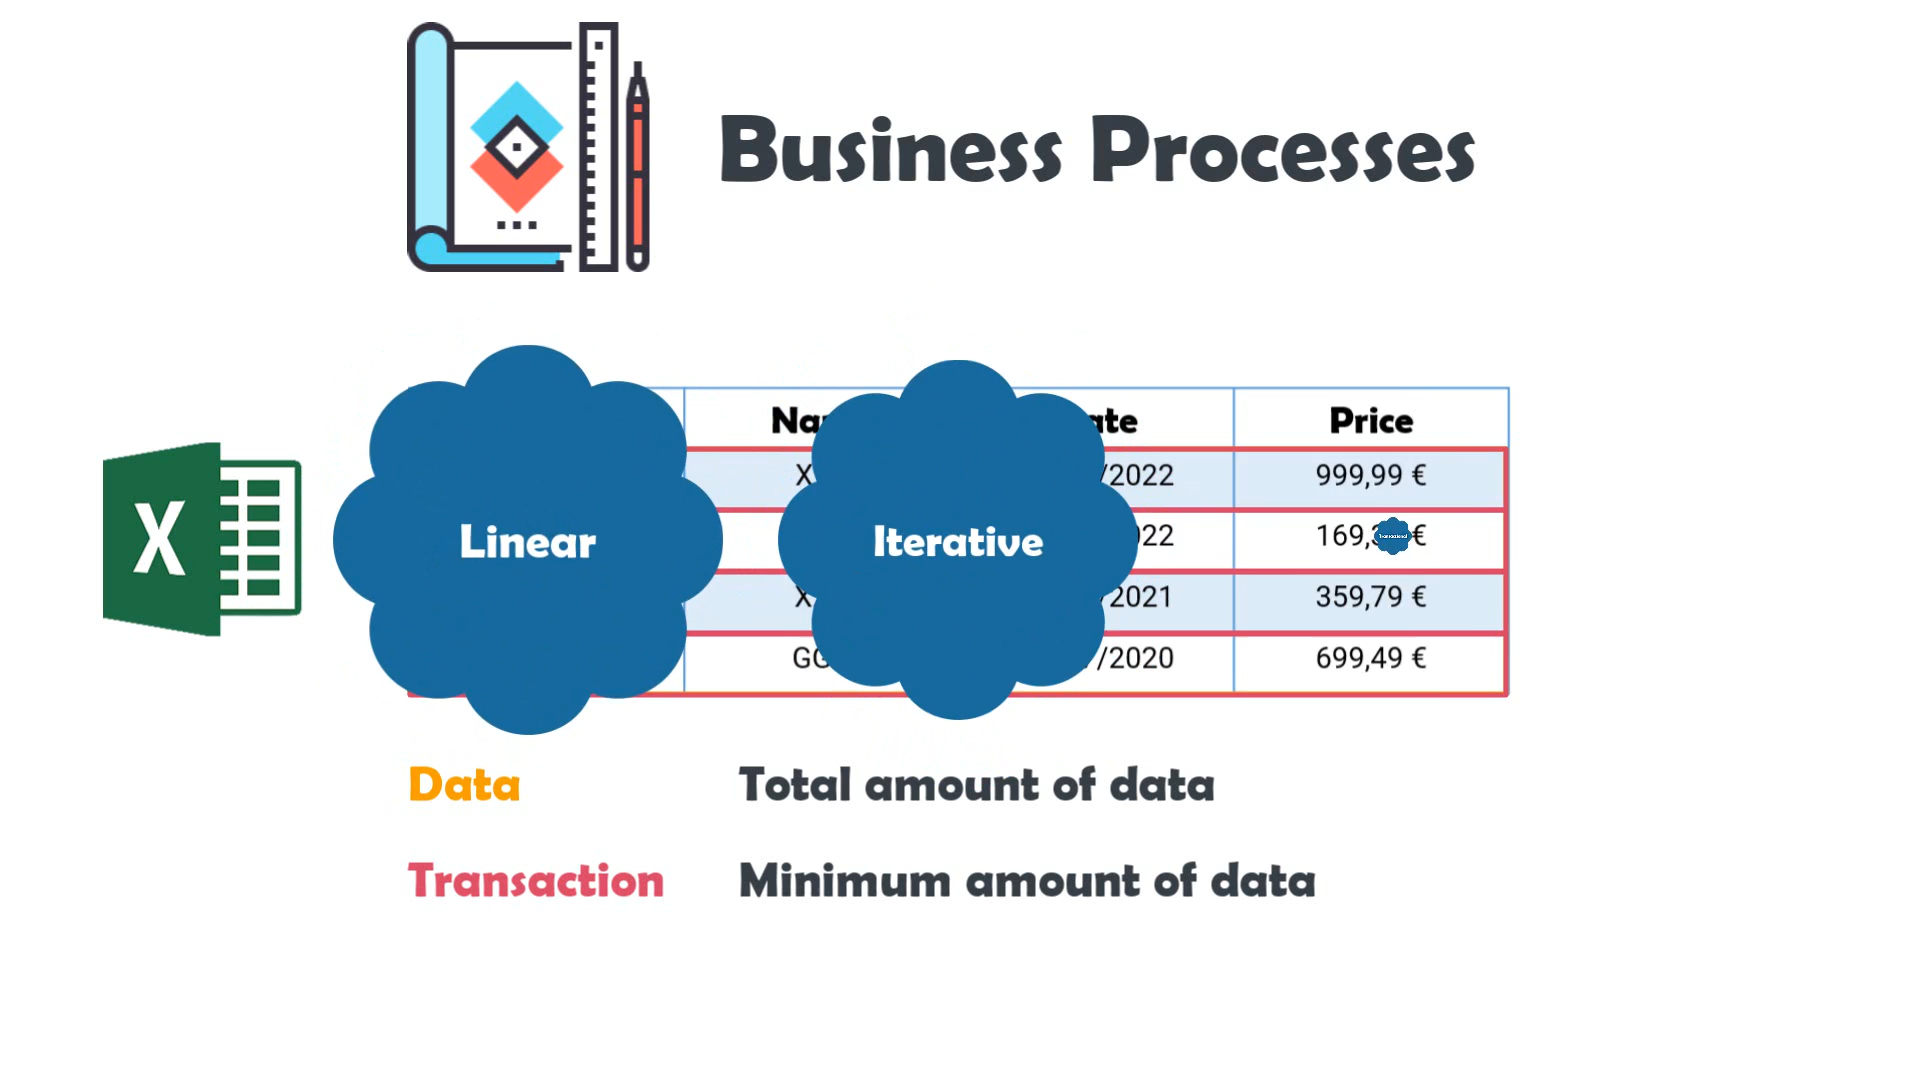 Business Processes
Price
999,99 €
/2022
Linear
Iterative
Transactional
359,79 €
699,49 €
/2020
X
Data Total amount of data
Transaction Minimum amount of data